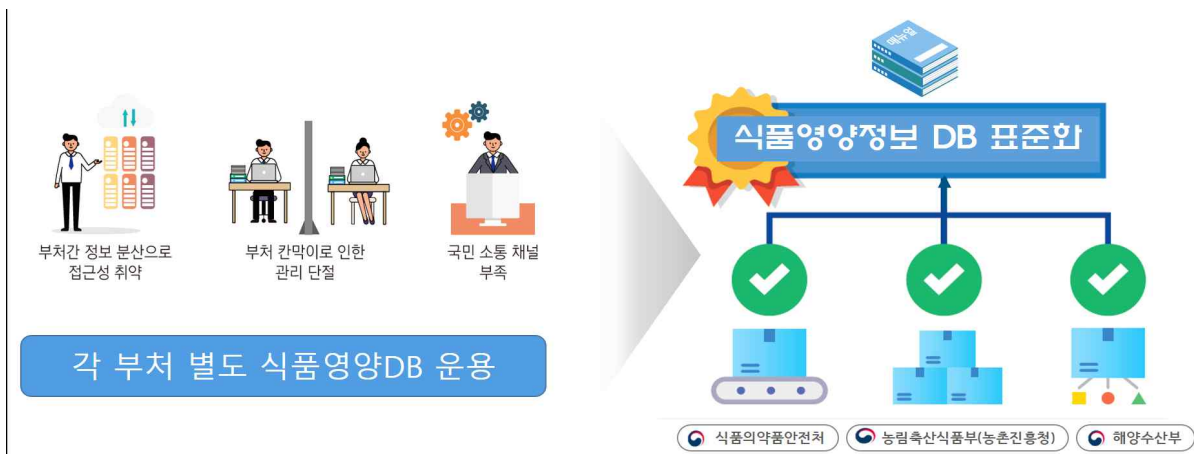 부처간 정보 분산으로
접근성 취약
부처 칸막이로 인한
관리 단절
국민 소통 채널
부족
각 부처 별도 식품영양DB 운용
매뉴얼
식품영양정보 DB 표준화
식품의약품안전처
농림축산식품부(농촌진흥청)
해양수산부